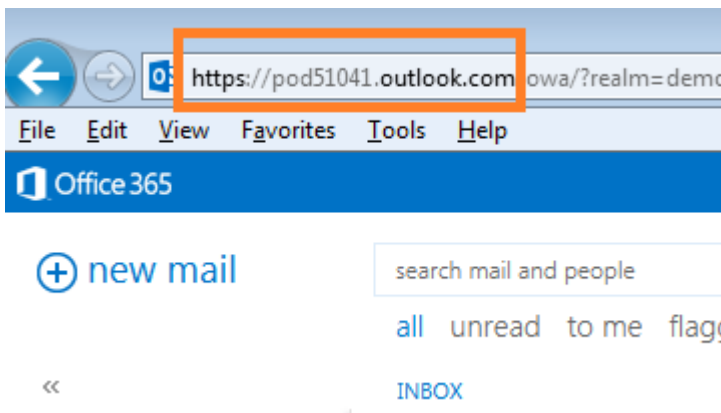 https://pod51041.outlook.com/owa/?realm=demo
File Edit View Favorites Tools Help
Office 365
new mail
search mail and people
all unread to me flagg
«
INBOX